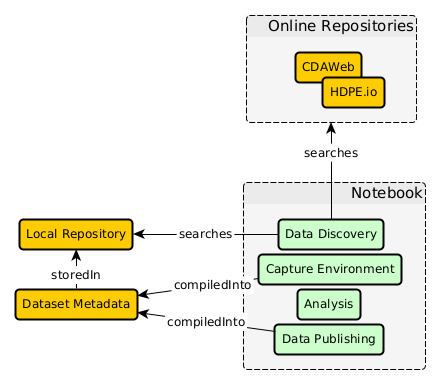 Online Repositories
CDAWeb
HDPE.io
searches
Notebook
Local Repository
searches
Data Discovery
storedIn
compiledInto
Capture Environment
Dataset Metadata
Analysis
compiledInto
Data Publishing